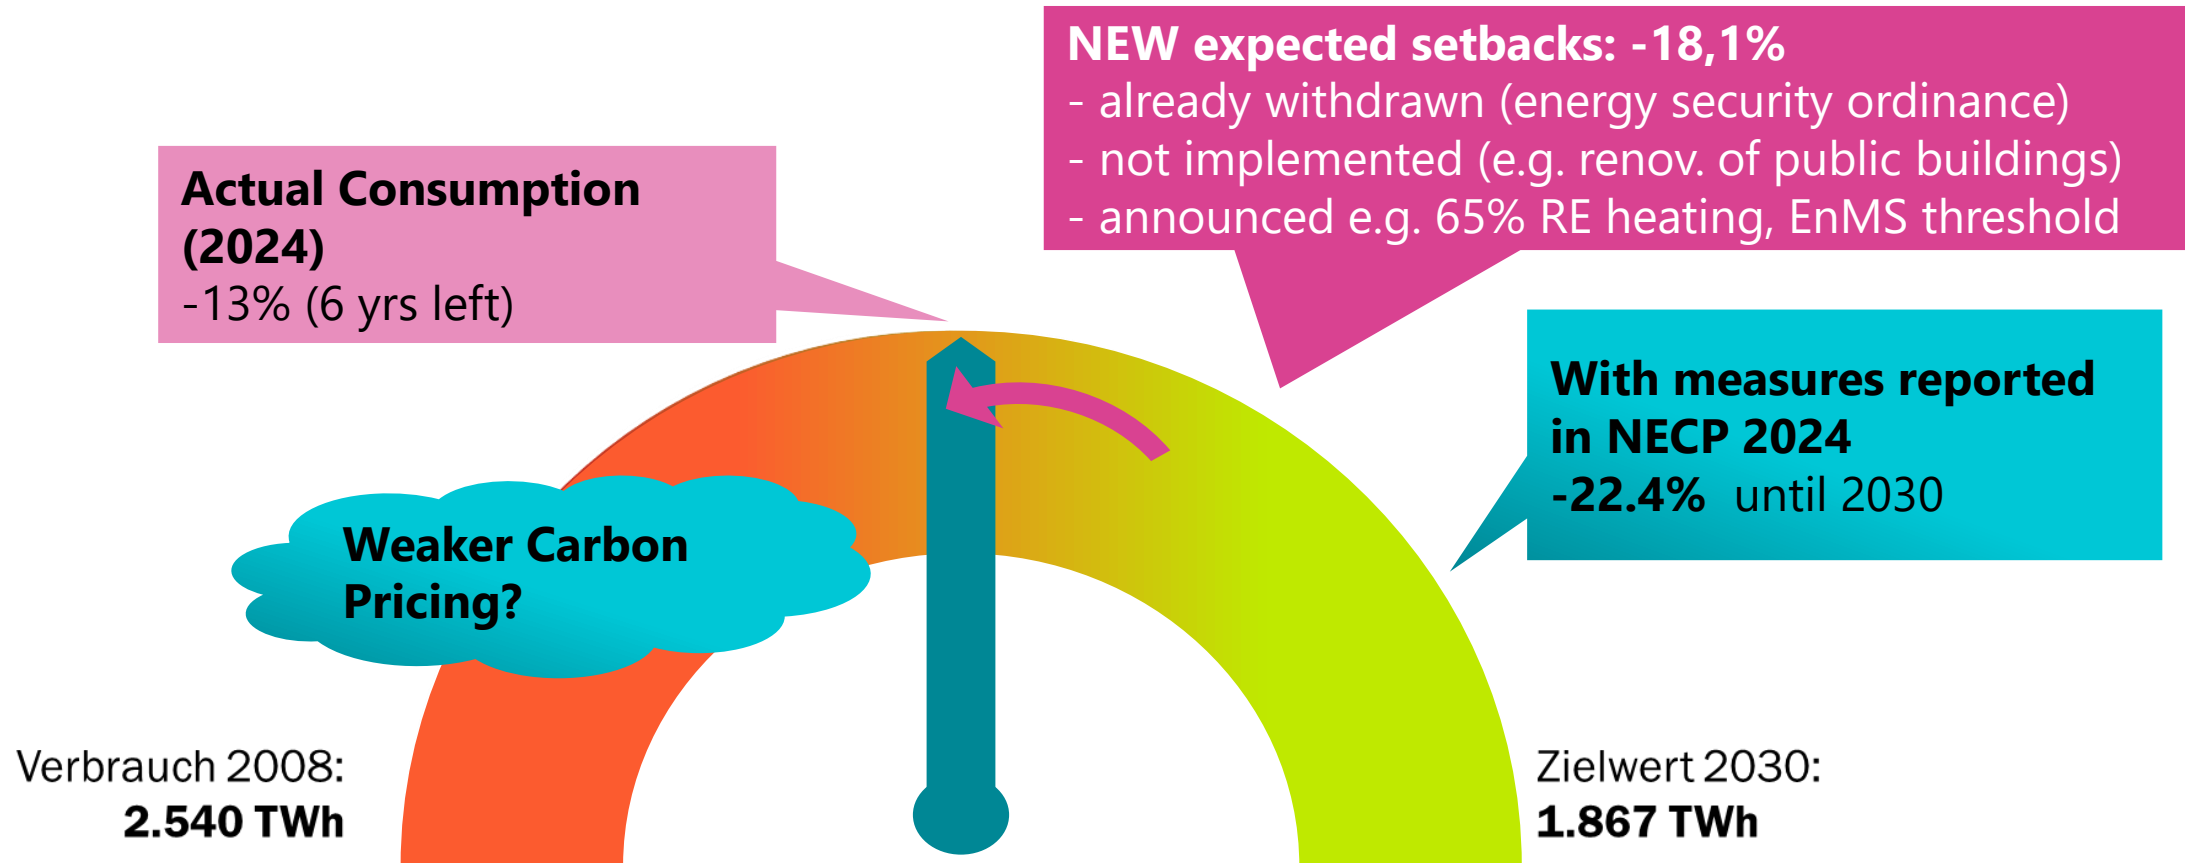 NEW expected setbacks: -18,1%
- already withdrawn (energy security ordinance)
- not implemented (e.g. renov. of public buildings)
- announced e.g. 65% RE heating, EnMS threshold
Actual Consumption
(2024)
-13% (6 yrs left)
With measures reported
in NECP 2024
-22.4% until 2030
Weaker Carbon
Pricing?
Verbrauch 2008:
2.540 TWh
Zielwert 2030:
1.867 TWh